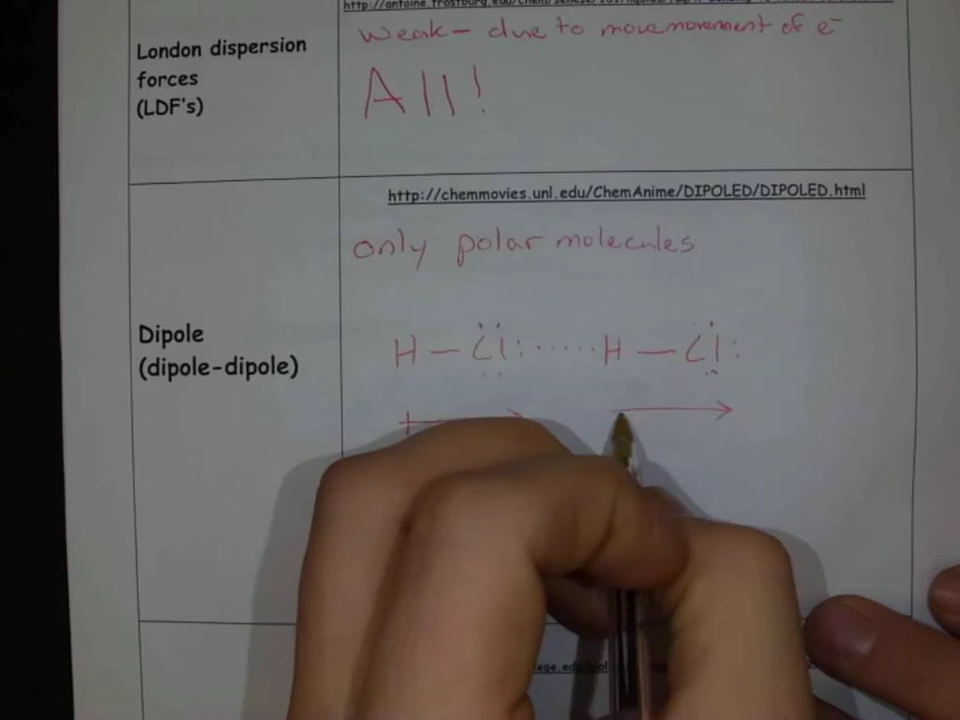 weak - due to movemovement of e⁻
London dispersion
forces
(LDF's)
All!
http://chemmovies.unl.edu/ChemAnime/DIPOLED/DIPOLED.html
only polar molecules
Dipole
(dipole-dipole)
H — Cl: ····· H — Cl: